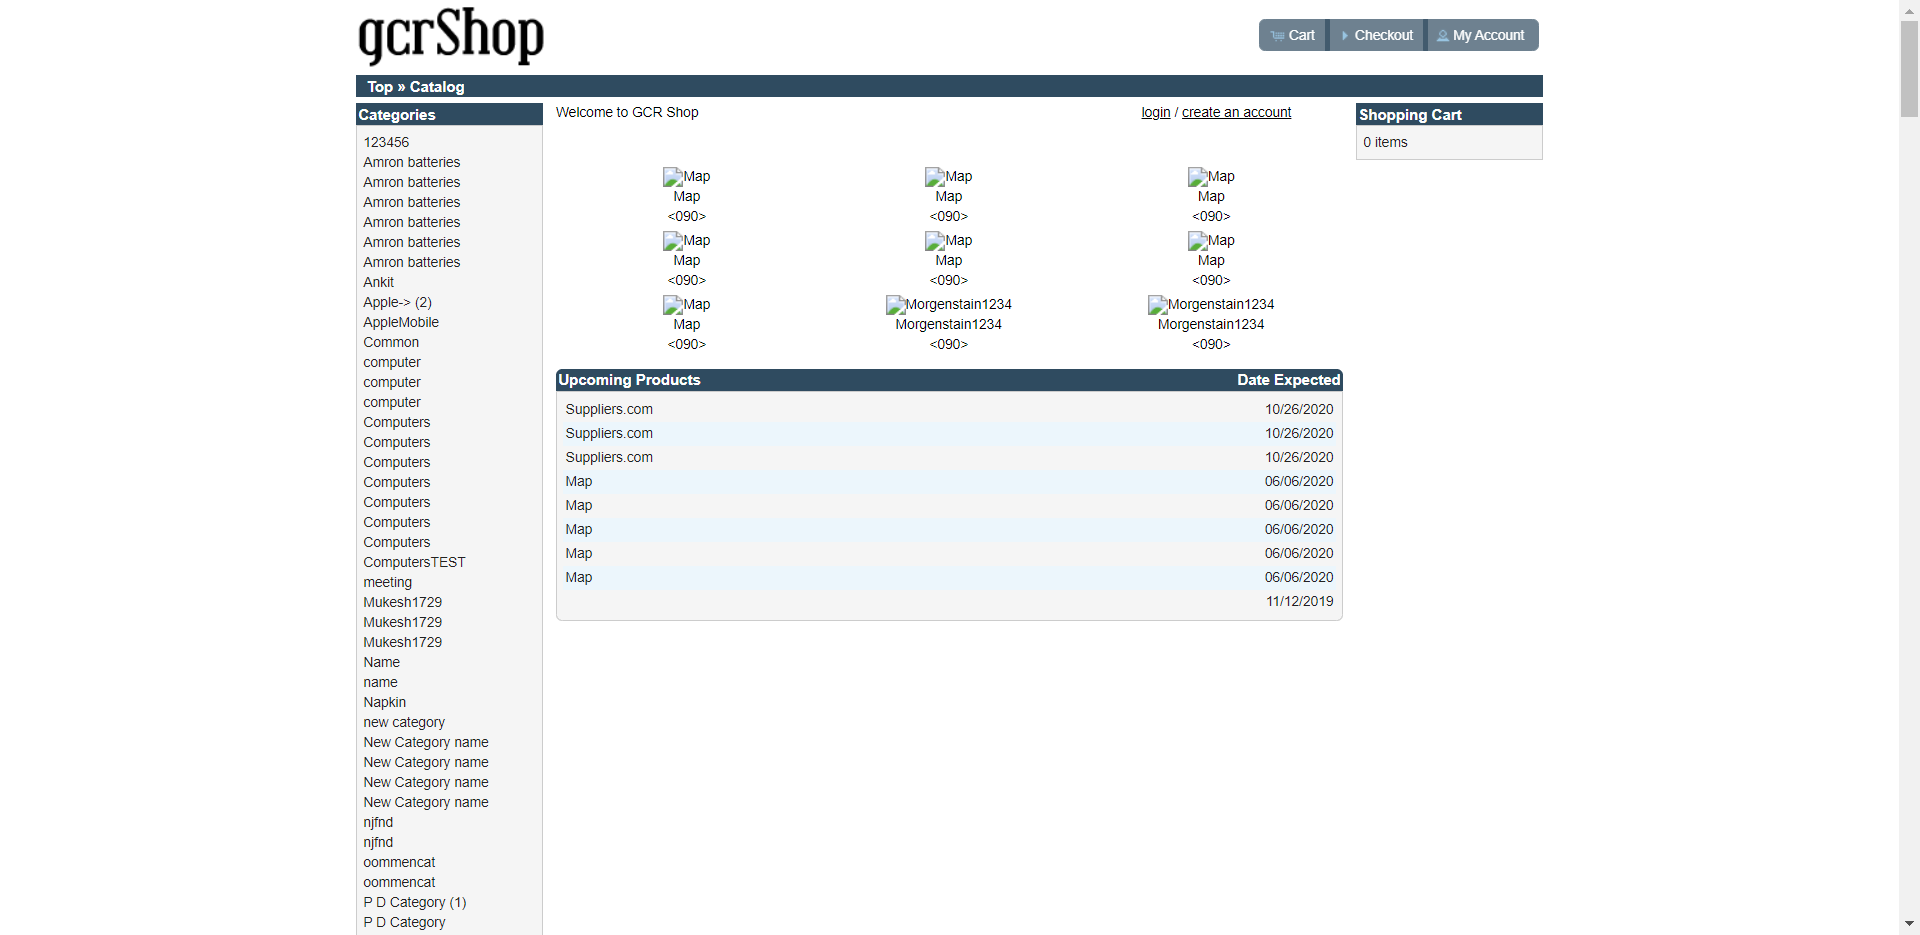 gcrShop
Cart
Checkout
My Account
Top » Catalog
Categories
123456
Amron batteries
Amron batteries
Amron batteries
Amron batteries
Amron batteries
Amron batteries
Ankit
Apple-> (2)
AppleMobile
Common
computer
computer
computer
Computers
Computers
Computers
Computers
Computers
Computers
Computers
ComputersTEST
meeting
Mukesh1729
Mukesh1729
Mukesh1729
Name
name
Napkin
new category
New Category name
New Category name
New Category name
New Category name
njfnd
njfnd
oommencat
oommencat
P D Category (1)
P D Category
Welcome to GCR Shop
login / create an account
Map Map Map
Map Map Map
<090> <090> <090>
Map Map Map
Map Map Map
<090> <090> <090>
Map Morgenstain1234 Morgenstain1234
Map Morgenstain1234 Morgenstain1234
<090> <090> <090>
Upcoming Products Date Expected
Suppliers.com 10/26/2020
Suppliers.com 10/26/2020
Suppliers.com 10/26/2020
Map 06/06/2020
Map 06/06/2020
Map 06/06/2020
Map 06/06/2020
Map 06/06/2020
11/12/2019
Shopping Cart
0 items